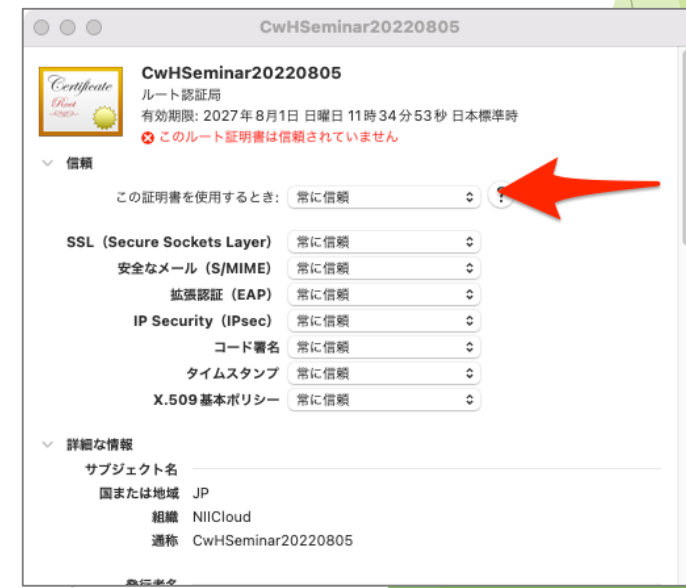 CwHSeminar20220805
Certificate
Root
CwHSeminar20220805
ルート認証局
有効期限: 2027年8月1日 日曜日 11時34分53秒 日本標準時
このルート証明書は信頼されていません
信頼
この証明書を使用するとき: 常に信頼 ?
SSL（Secure Sockets Layer） 常に信頼
安全なメール（S/MIME） 常に信頼
拡張認証（EAP） 常に信頼
IP Security（IPsec） 常に信頼
コード署名 常に信頼
タイムスタンプ 常に信頼
X.509基本ポリシー 常に信頼
詳細な情報
サブジェクト名
国または地域 JP
組織 NIICloud
通称 CwHSeminar20220805
発行者名